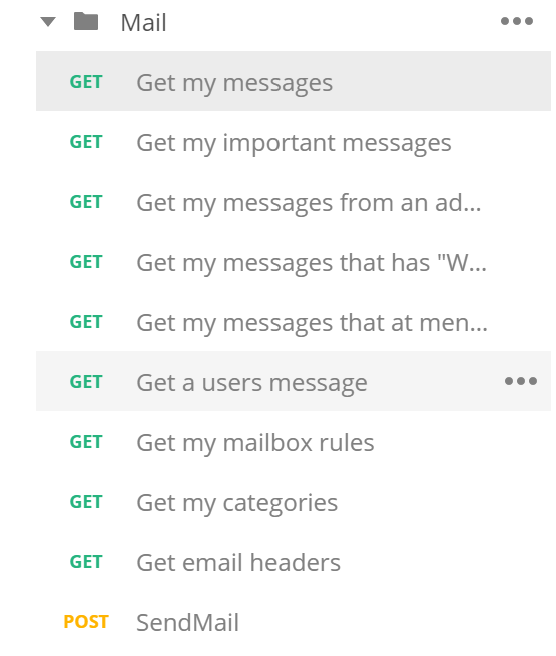 Mail
GET Get my messages
GET Get my important messages
GET Get my messages from an ad...
GET Get my messages that has "W...
GET Get my messages that at men...
GET Get a users message
GET Get my mailbox rules
GET Get my categories
GET Get email headers
POST SendMail